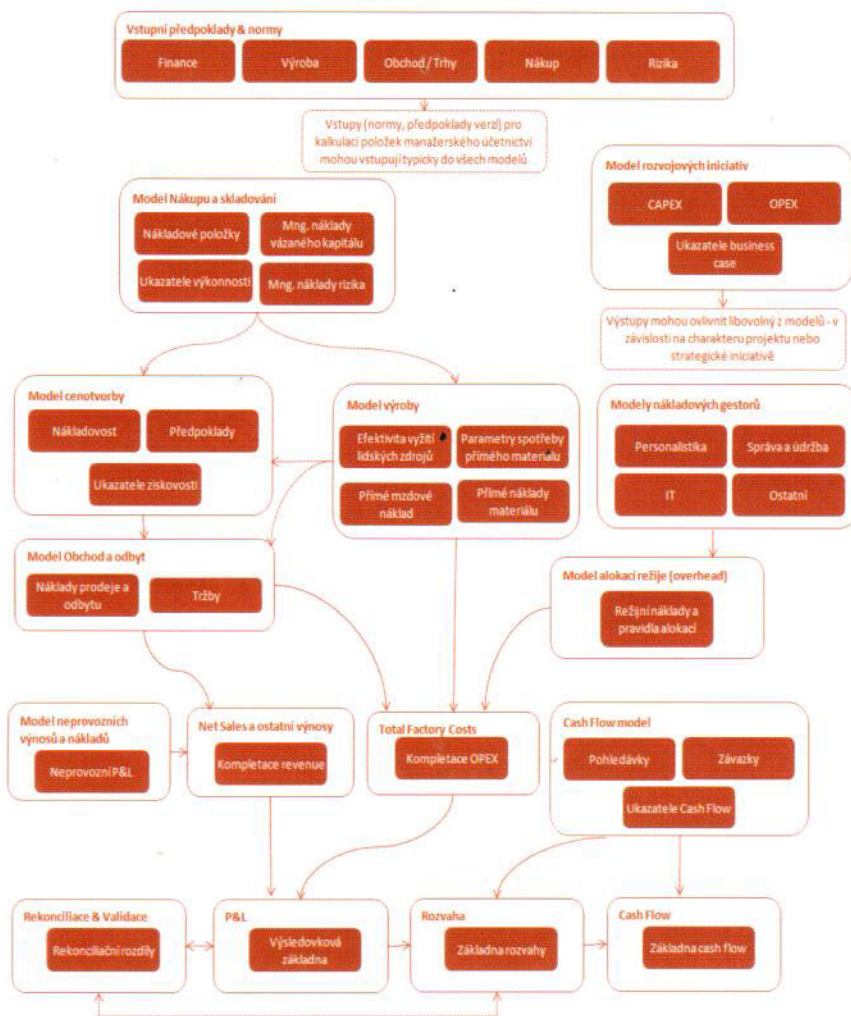 Vstupní předpoklady & normy
Finance
Výroba
Obchod / Trhy
Nákup
Rizika
Vstupy (normy, předpoklady verzí) pro
kalkulaci položek manažerského účetnictví
mohou vstupují typicky do všech modelů
Model rozvojových iniciativ
CAPEX
OPEX
Ukazatele business
case
Výstupy mohou ovlivnit libovolný z modelů - v
závislosti na charakteru projektu nebo
strategické iniciativě
Model Nákupu a skladování
Nákladové položky
Mng. náklady
vázaného kapitálu
Ukazatele výkonnosti
Mng. náklady rizika
Model cenotvorby
Nákladovost
Předpoklady
Ukazatele ziskovosti
Model výroby
Efektivita vyžití
lidských zdrojů
Parametry spotřeby
přímého materiálu
Přímé mzdové
náklad
Přímé náklady
materiálu
Modely nákladových gestorů
Personalistika
Správa a údržba
IT
Ostatní
Model Obchod a odbyt
Náklady prodeje a
odbytu
Tržby
Model alokací režije (overhead)
Režijní náklady a
pravidla alokací
Model neprovozních
výnosů a nákladů
Neprovozní P&L
Net Sales a ostatní výnosy
Kompletace revenue
Total Factory Costs
Kompletace OPEX
Cash Flow model
Pohledávky
Závazky
Ukazatele Cash Flow
Rekonciliace & Validace
Rekonciliační rozdíly
P&L
Výsledovková
základna
Rozvaha
Základna rozvahy
Cash Flow
Základna cash flow